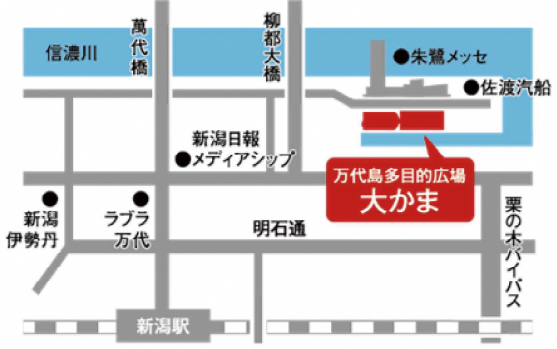 信濃川
萬代橋
柳都大橋
朱鷺メッセ
佐渡汽船
新潟日報
メディアシップ
万代島多目的広場
大かま
新潟
伊勢丹
ラブラ
万代
明石通
栗の木バイパス
新潟駅